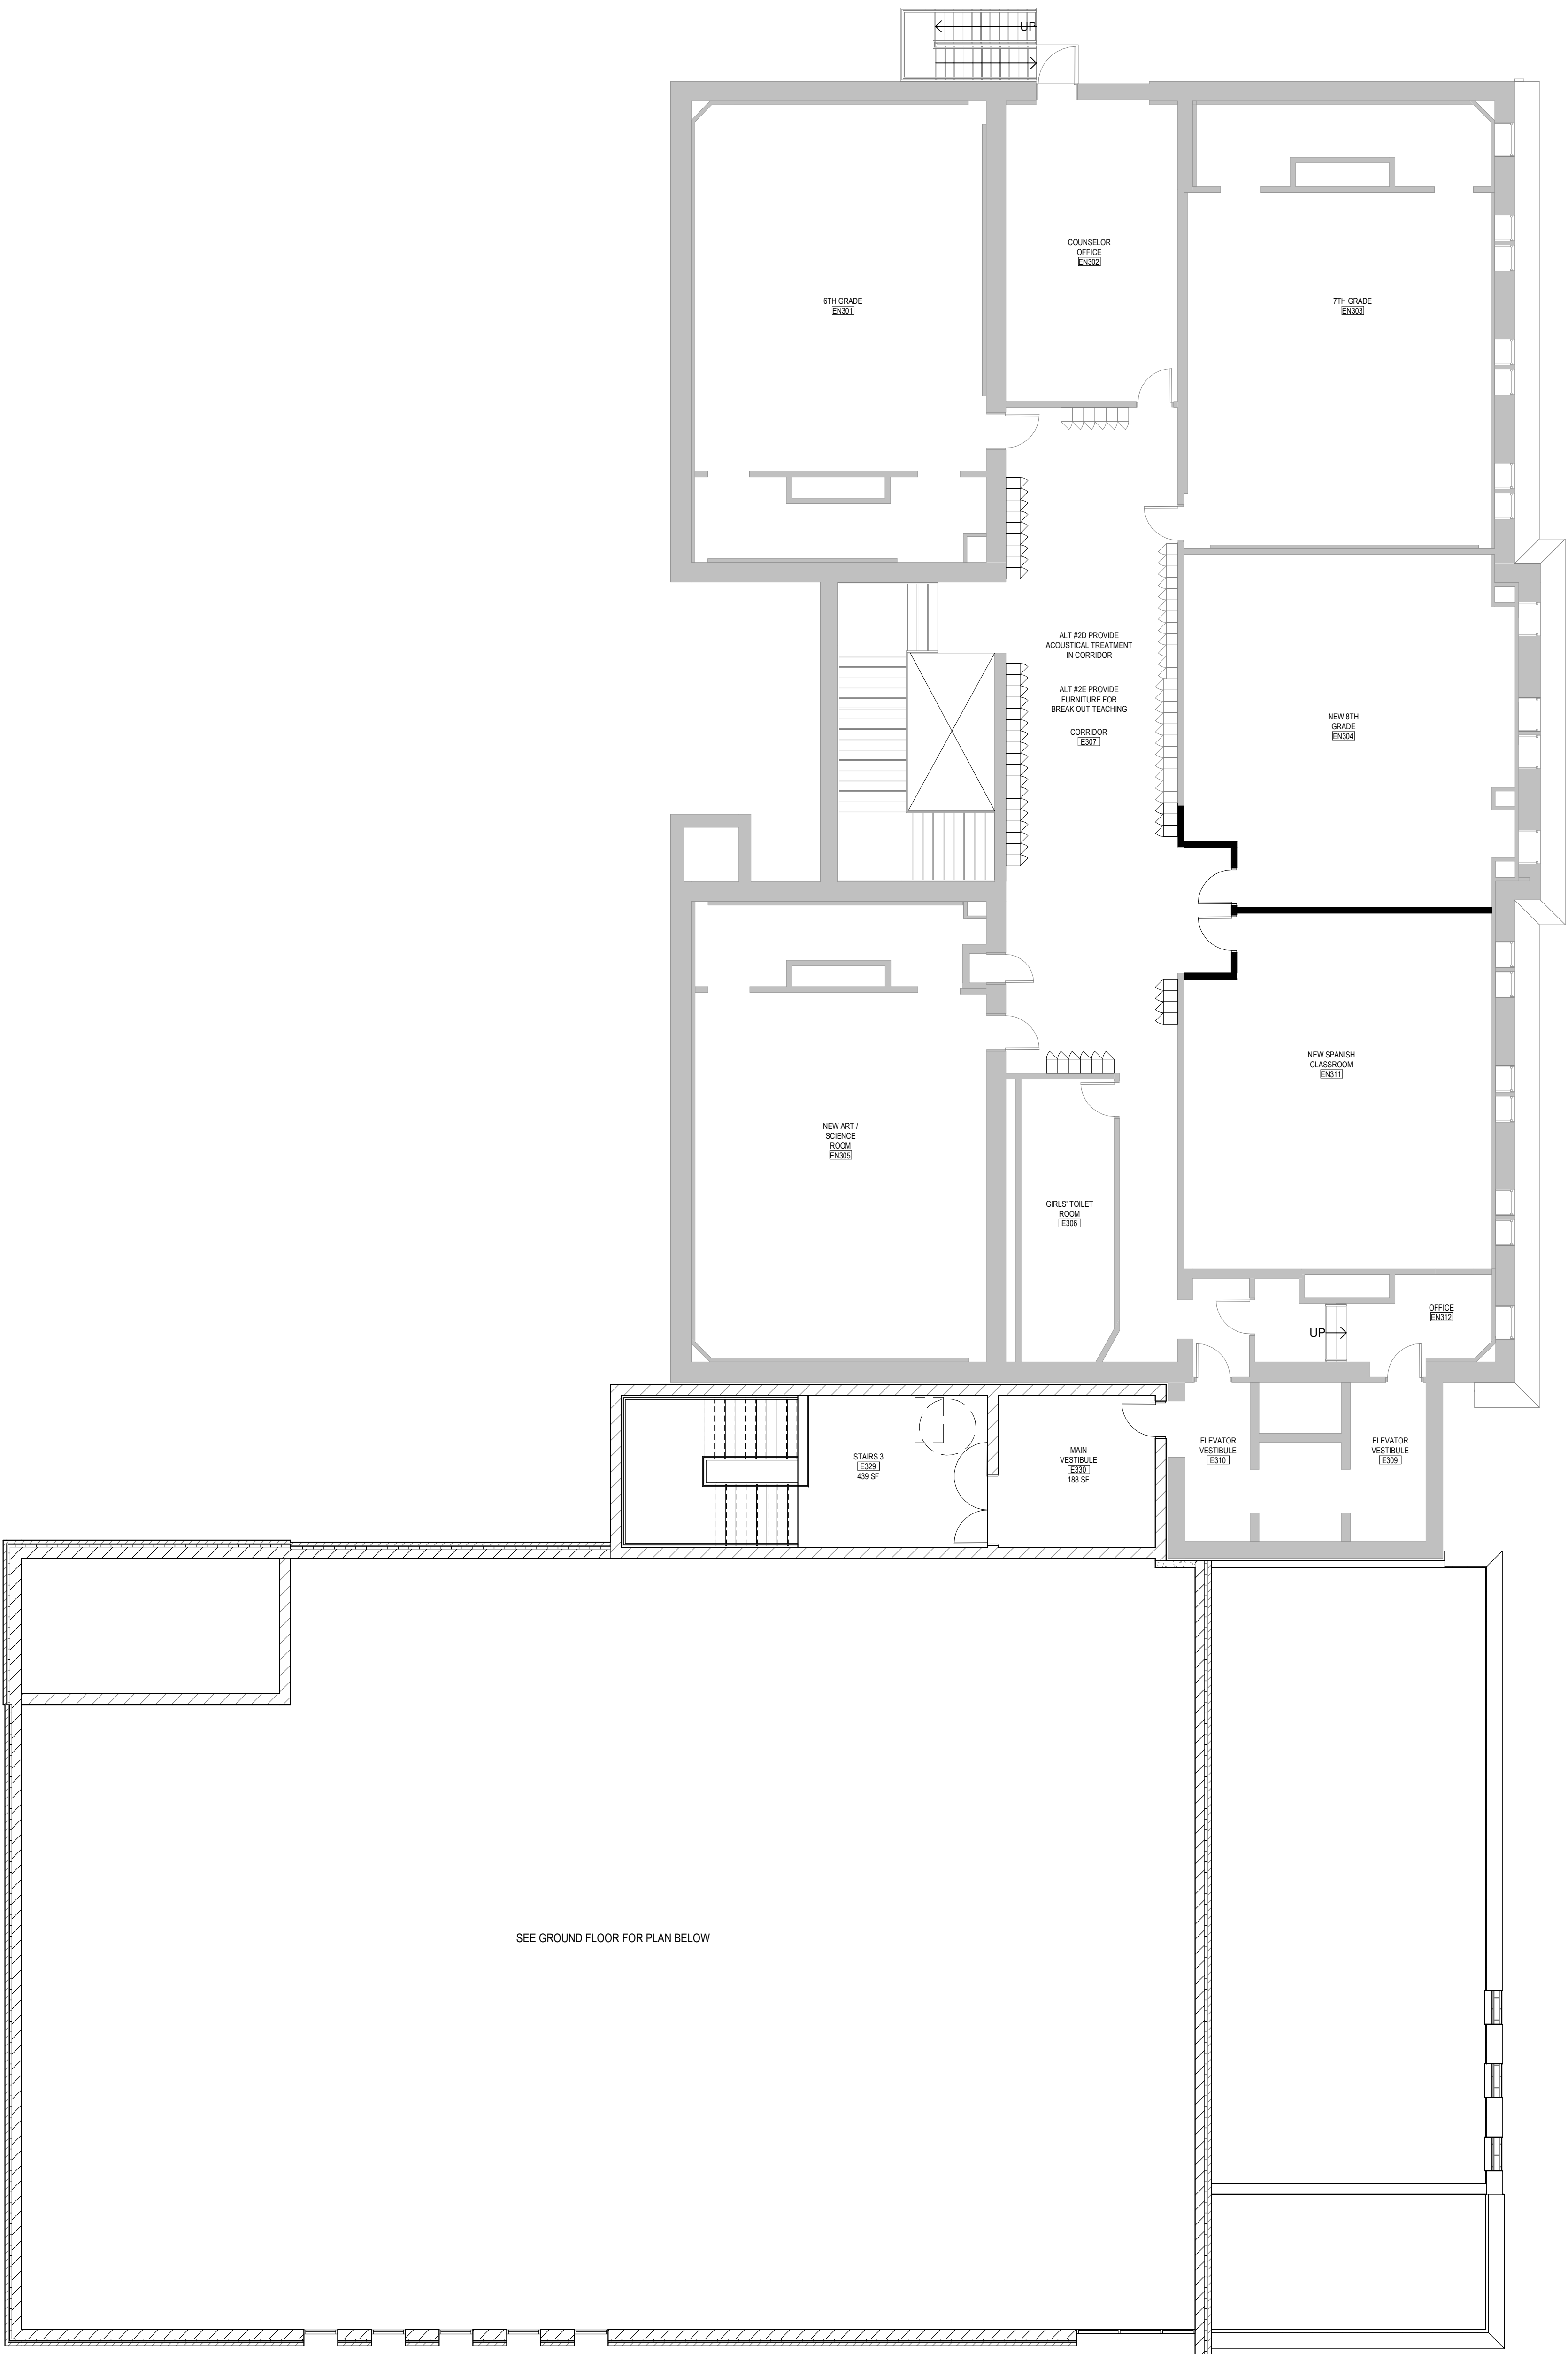 UP
COUNSELOR
OFFICE
EN302
6TH GRADE
EN301
7TH GRADE
EN303
ALT #2D PROVIDE
ACOUSTICAL TREATMENT
IN CORRIDOR
ALT #2E PROVIDE
FURNITURE FOR
BREAK OUT TEACHING
CORRIDOR
E307
NEW 8TH
GRADE
EN304
NEW SPANISH
CLASSROOM
EN311
NEW ART /
SCIENCE
ROOM
EN305
GIRLS' TOILET
ROOM
E306
OFFICE
EN312
UP
STAIRS 3
E329
439 SF
MAIN
VESTIBULE
E330
188 SF
ELEVATOR
VESTIBULE
E310
ELEVATOR
VESTIBULE
E309
SEE GROUND FLOOR FOR PLAN BELOW